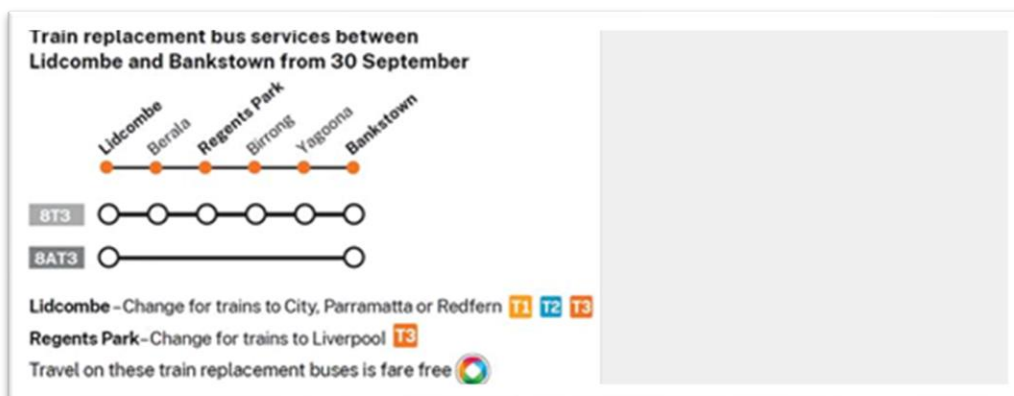 Train replacement bus services between
Lidcombe and Bankstown from 30 September
Lidcombe
Berala
Regents Park
Birrong
Yagoona
Bankstown
8T3
8AT3
Lidcombe–Change for trains to City, Parramatta or Redfern T1 T2 T3
Regents Park–Change for trains to Liverpool T3
Travel on these train replacement buses is fare free